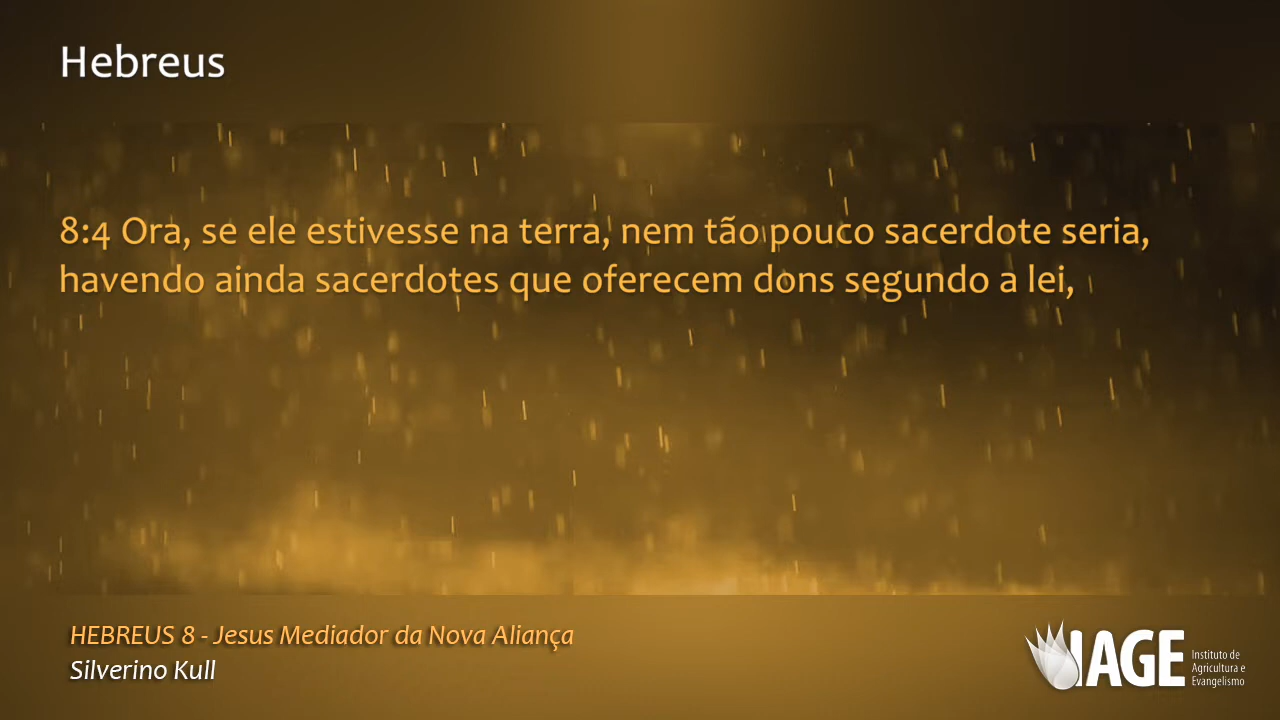 Hebreus
8:4 Ora, se ele estivesse na terra, nem tão pouco sacerdote seria,
havendo ainda sacerdotes que oferecem dons segundo a lei,
HEBREUS 8 - Jesus Mediador da Nova Aliança
Silverino Kull
IAGE
Instituto de
Agricultura e
Evangelismo